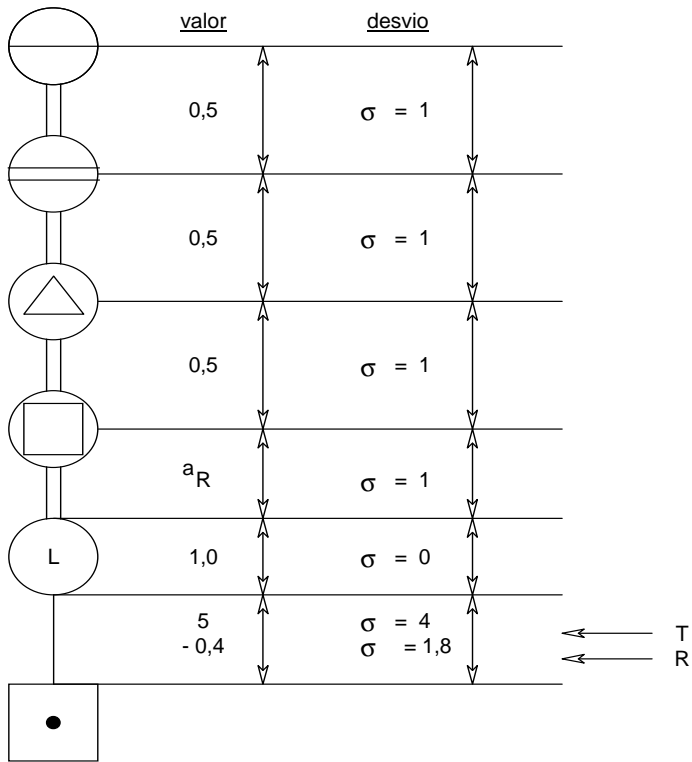 valor desvio
0,5 σ = 1
0,5 σ = 1
0,5 σ = 1
aR σ = 1
L 1,0 σ = 0
5 σ = 4 T
- 0,4 σ = 1,8 R